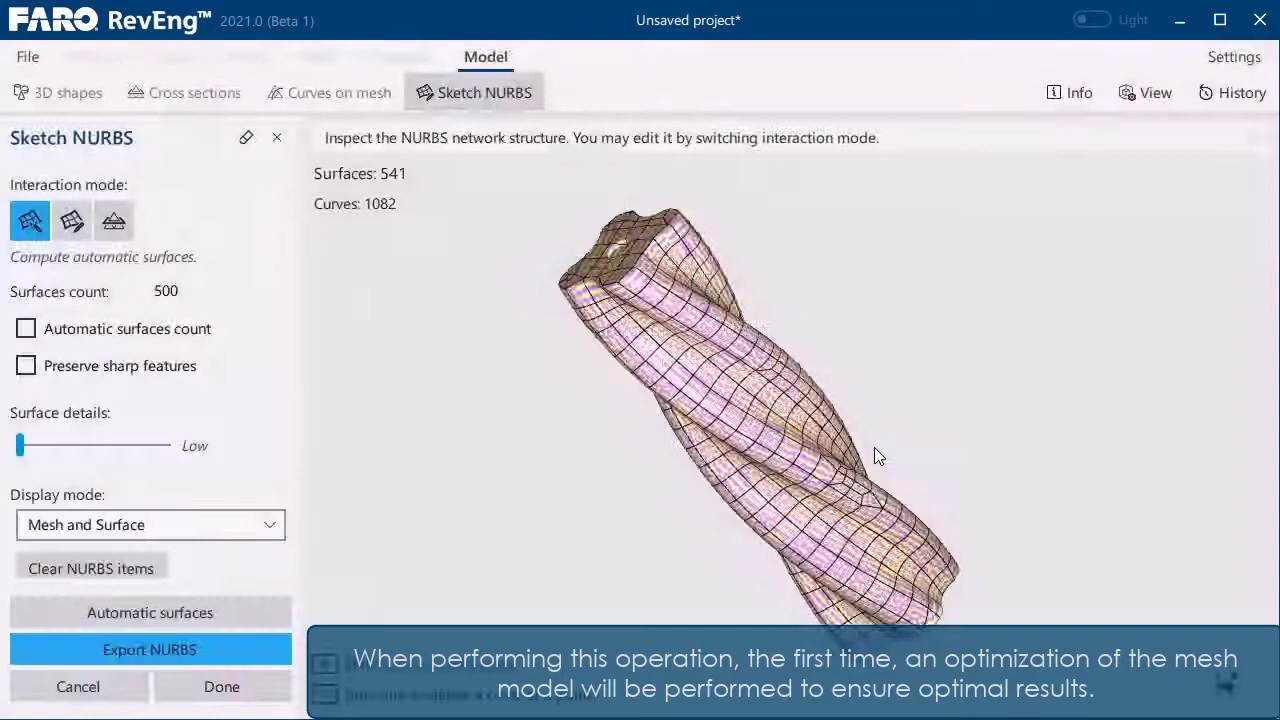 FARO RevEng™ 2021.0 (Beta 1)
Unsaved project*
Light
File
Model
Settings
3D shapes
Cross sections
Curves on mesh
Sketch NURBS
Info
View
History
Sketch NURBS
Inspect the NURBS network structure. You may edit it by switching interaction mode.
Surfaces: 541
Curves: 1082
Interaction mode:
Compute automatic surfaces.
Surfaces count: 500
Automatic surfaces count
Preserve sharp features
Surface details:
Low
Display mode:
Mesh and Surface
Clear NURBS items
Automatic surfaces
Export NURBS
Cancel
Done
When performing this operation, the first time, an optimization of the mesh
model will be performed to ensure optimal results.